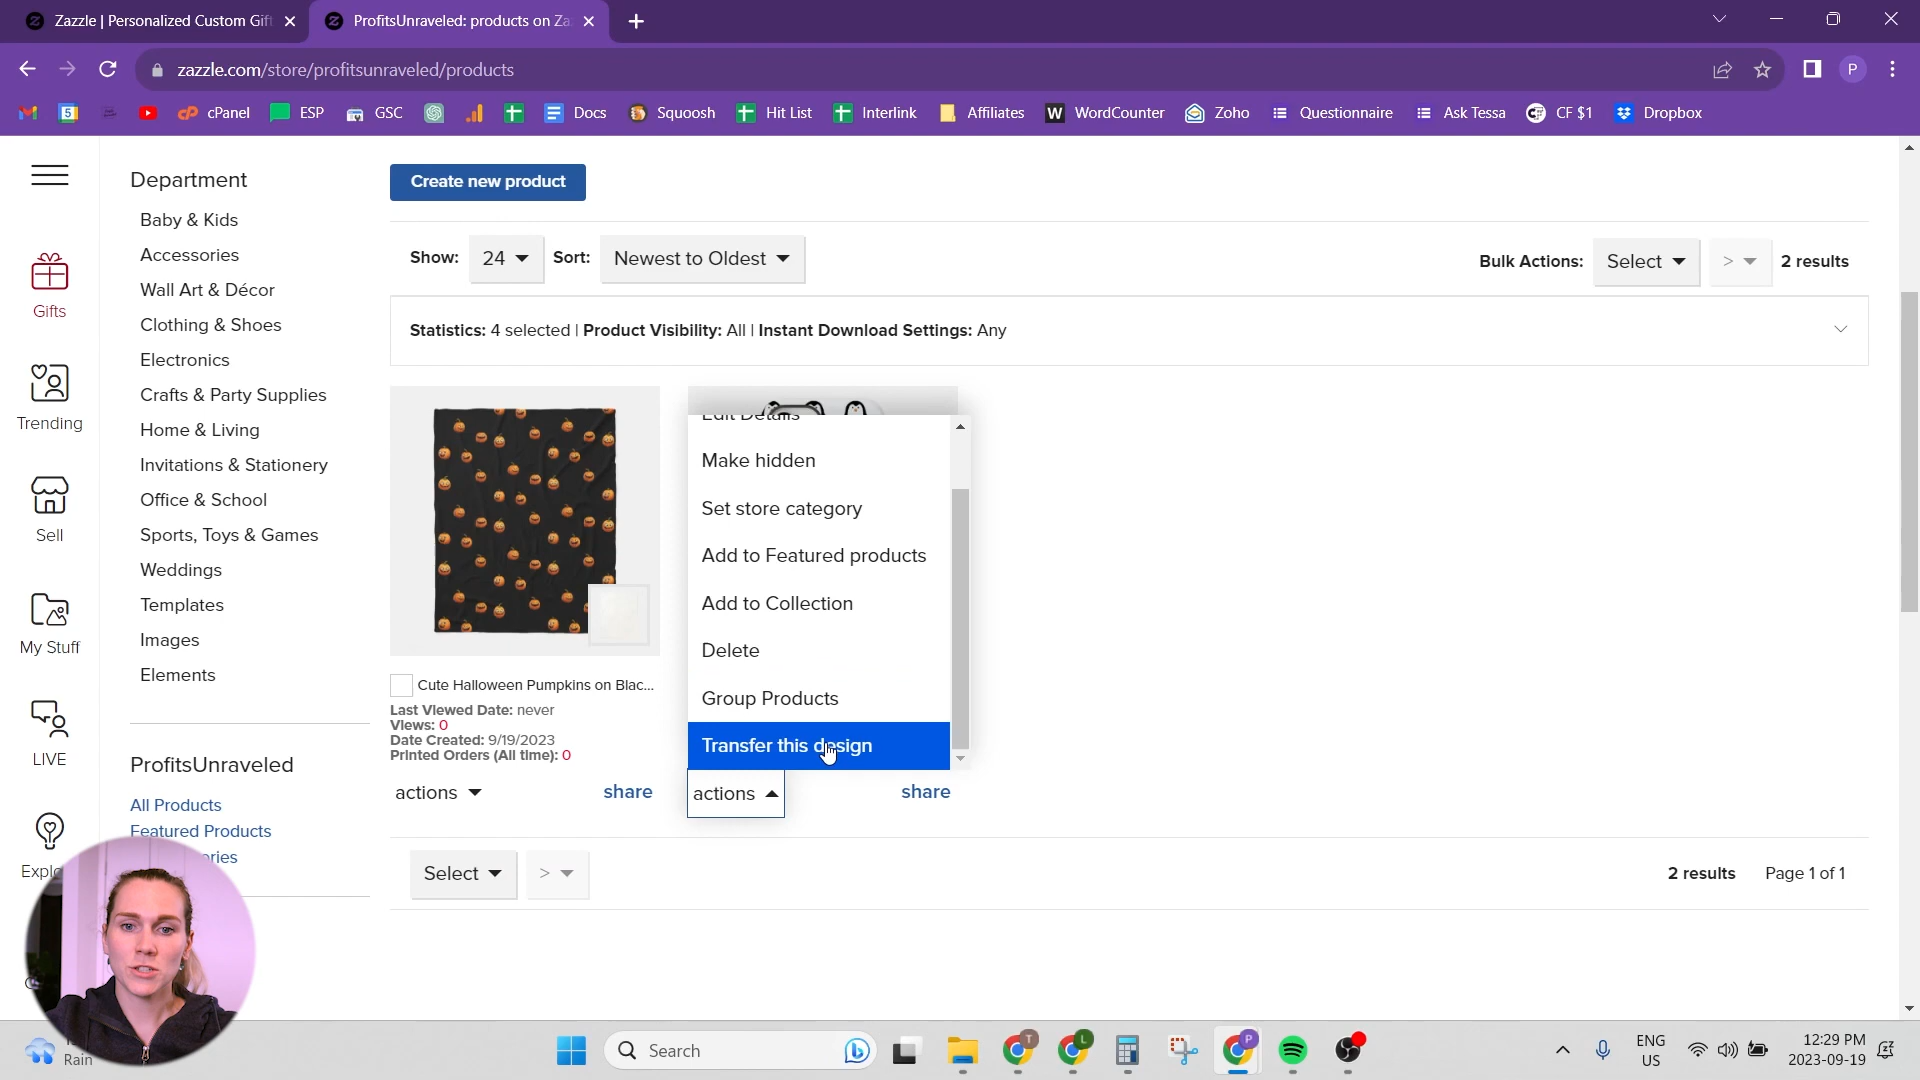 Zazzle | Personalized Custom Gift
ProfitsUnraveled: products on Za
zazzle.com/store/profitsunraveled/products
P
5
cPanel
ESP
GSC
Docs
Squoosh
Hit List
Interlink
Affiliates
W WordCounter
Zoho
Questionnaire
Ask Tessa
CF $1
Dropbox
Gifts
Trending
Sell
My Stuff
LIVE
Department
Baby & Kids
Accessories
Wall Art & Décor
Clothing & Shoes
Electronics
Crafts & Party Supplies
Home & Living
Invitations & Stationery
Office & School
Sports, Toys & Games
Weddings
Templates
Images
Elements
ProfitsUnraveled
All Products
Featured Products
Create new product
Show: 24 Sort: Newest to Oldest
Bulk Actions: Select > 2 results
Statistics: 4 selected | Product Visibility: All | Instant Download Settings: Any
Cute Halloween Pumpkins on Blac...
Last Viewed Date: never
Views: 0
Date Created: 9/19/2023
Printed Orders (All time): 0
actions share
Edit Details
Make hidden
Set store category
Add to Featured products
Add to Collection
Delete
Group Products
Transfer this design
actions share
Select > 2 results Page 1 of 1
Rain
Search
T
L
P
ENG
US
12:29 PM
2023-09-19